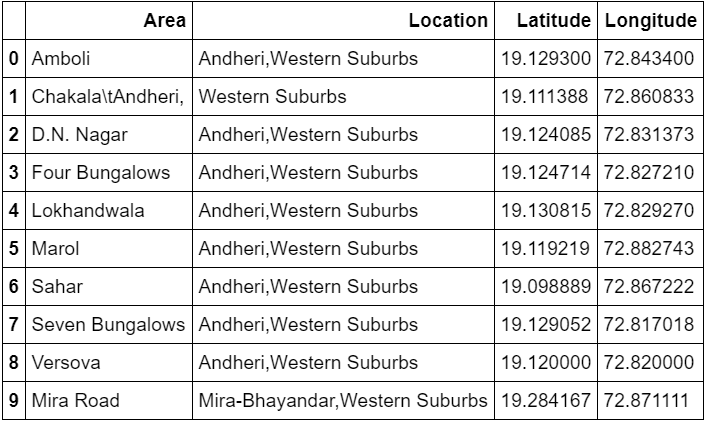 Area Location Latitude Longitude
0 Amboli Andheri,Western Suburbs 19.129300 72.843400
1 Chakala\tAndheri, Western Suburbs 19.111388 72.860833
2 D.N. Nagar Andheri,Western Suburbs 19.124085 72.831373
3 Four Bungalows Andheri,Western Suburbs 19.124714 72.827210
4 Lokhandwala Andheri,Western Suburbs 19.130815 72.829270
5 Marol Andheri,Western Suburbs 19.119219 72.882743
6 Sahar Andheri,Western Suburbs 19.098889 72.867222
7 Seven Bungalows Andheri,Western Suburbs 19.129052 72.817018
8 Versova Andheri,Western Suburbs 19.120000 72.820000
9 Mira Road Mira-Bhayandar,Western Suburbs 19.284167 72.871111